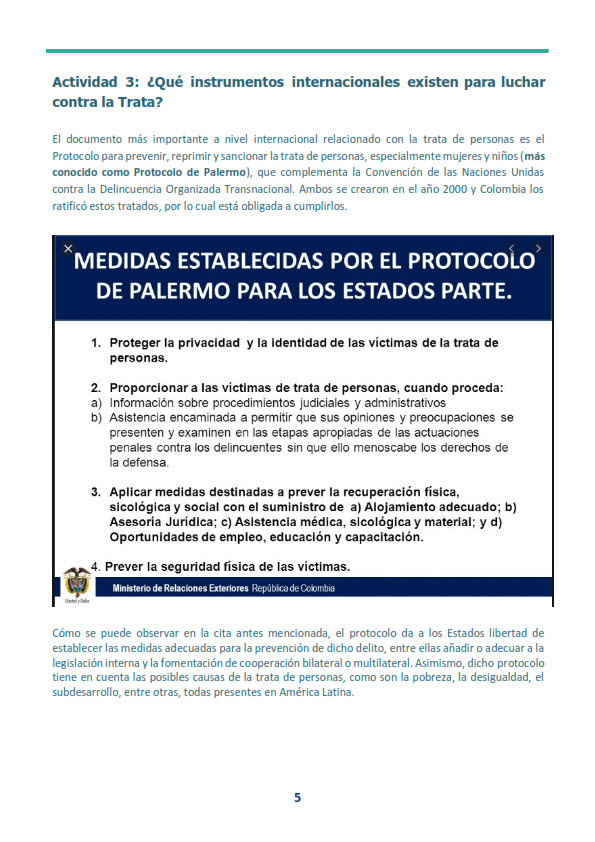 Actividad 3: ¿Qué instrumentos internacionales existen para luchar
contra la Trata?
El documento más importante a nivel internacional relacionado con la trata de personas es el
Protocolo para prevenir, reprimir y sancionar la trata de personas, especialmente mujeres y niños (más
conocido como Protocolo de Palermo), que complementa la Convención de las Naciones Unidas
contra la Delincuencia Organizada Transnacional. Ambos se crearon en el año 2000 y Colombia los
ratificó estos tratados, por lo cual está obligada a cumplirlos.
MEDIDAS ESTABLECIDAS POR EL PROTOCOLO
DE PALERMO PARA LOS ESTADOS PARTE.
1. Proteger la privacidad y la identidad de las víctimas de la trata de
personas.
2. Proporcionar a las víctimas de trata de personas, cuando proceda:
a) Información sobre procedimientos judiciales y administrativos
b) Asistencia encaminada a permitir que sus opiniones y preocupaciones se
presenten y examinen en las etapas apropiadas de las actuaciones
penales contra los delincuentes sin que ello menoscabe los derechos de
la defensa.
3. Aplicar medidas destinadas a prever la recuperación física,
sicológica y social con el suministro de a) Alojamiento adecuado; b)
Asesoría Jurídica; c) Asistencia médica, sicológica y material; y d)
Oportunidades de empleo, educación y capacitación.
4. Prever la seguridad física de las víctimas.
Ministerio de Relaciones Exteriores República de Colombia
Libertad y Orden
Cómo se puede observar en la cita antes mencionada, el protocolo da a los Estados libertad de
establecer las medidas adecuadas para la prevención de dicho delito, entre ellas añadir o adecuar a la
legislación interna y la fomentación de cooperación bilateral o multilateral. Asimismo, dicho protocolo
tiene en cuenta las posibles causas de la trata de personas, como son la pobreza, la desigualdad, el
subdesarrollo, entre otras, todas presentes en América Latina.
5